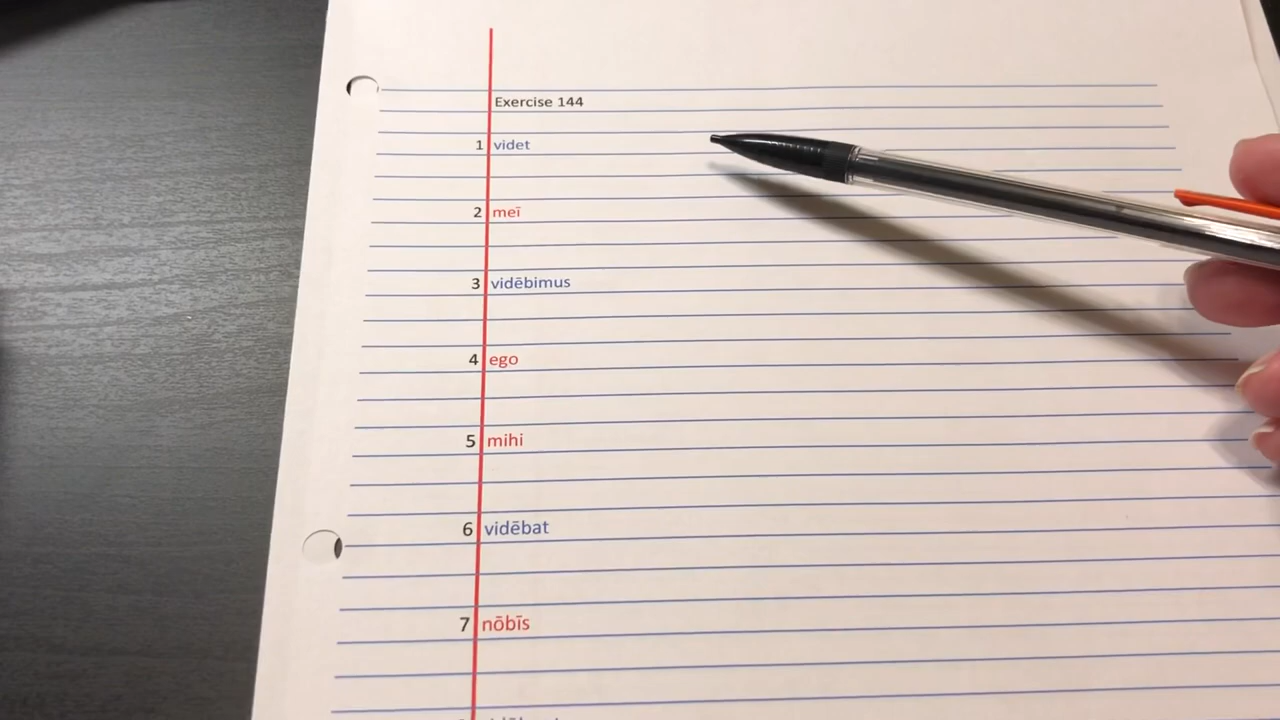 Exercise 144
1 videt
2 meī
3 vidēbimus
4 ego
5 mihi
6 vidēbat
7 nōbīs